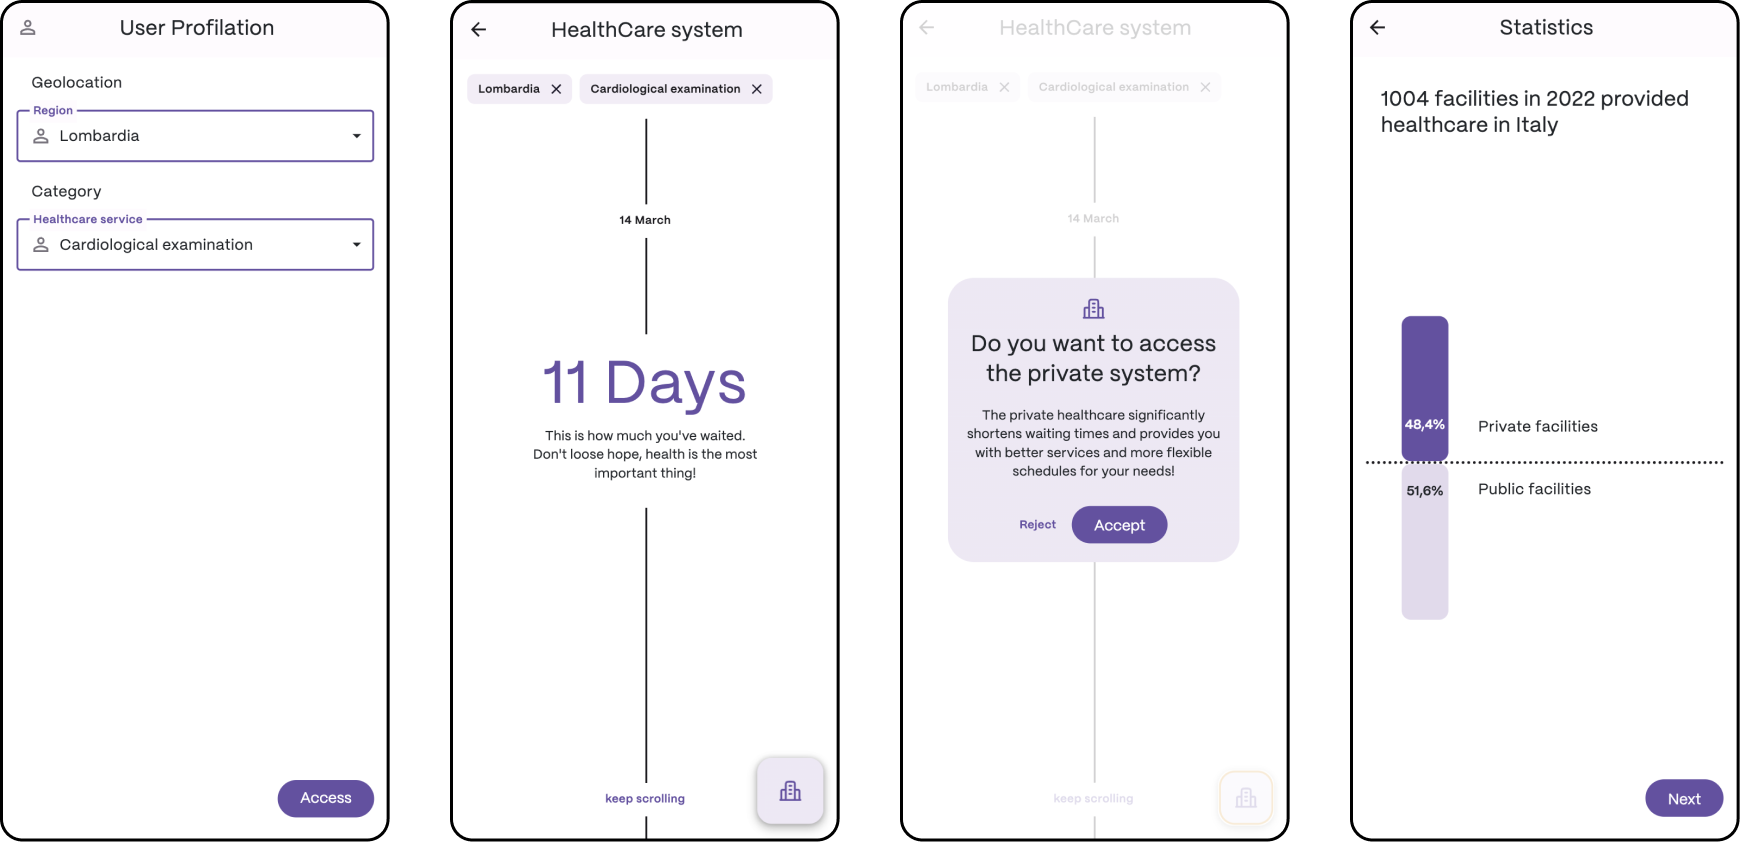 User Profilation
Geolocation
Region
Lombardia
Category
Healthcare service
Cardiological examination
Access
HealthCare system
Lombardia
Cardiological examination
14 March
11 Days
This is how much you've waited.
Don't loose hope, health is the most
important thing!
keep scrolling
HealthCare system
Lombardia
Cardiological examination
14 March
Do you want to access
the private system?
The private healthcare significantly
shortens waiting times and provides you
with better services and more flexible
schedules for your needs!
Reject
Accept
keep scrolling
Statistics
1004 facilities in 2022 provided
healthcare in Italy
48,4%
Private facilities
51,6%
Public facilities
Next